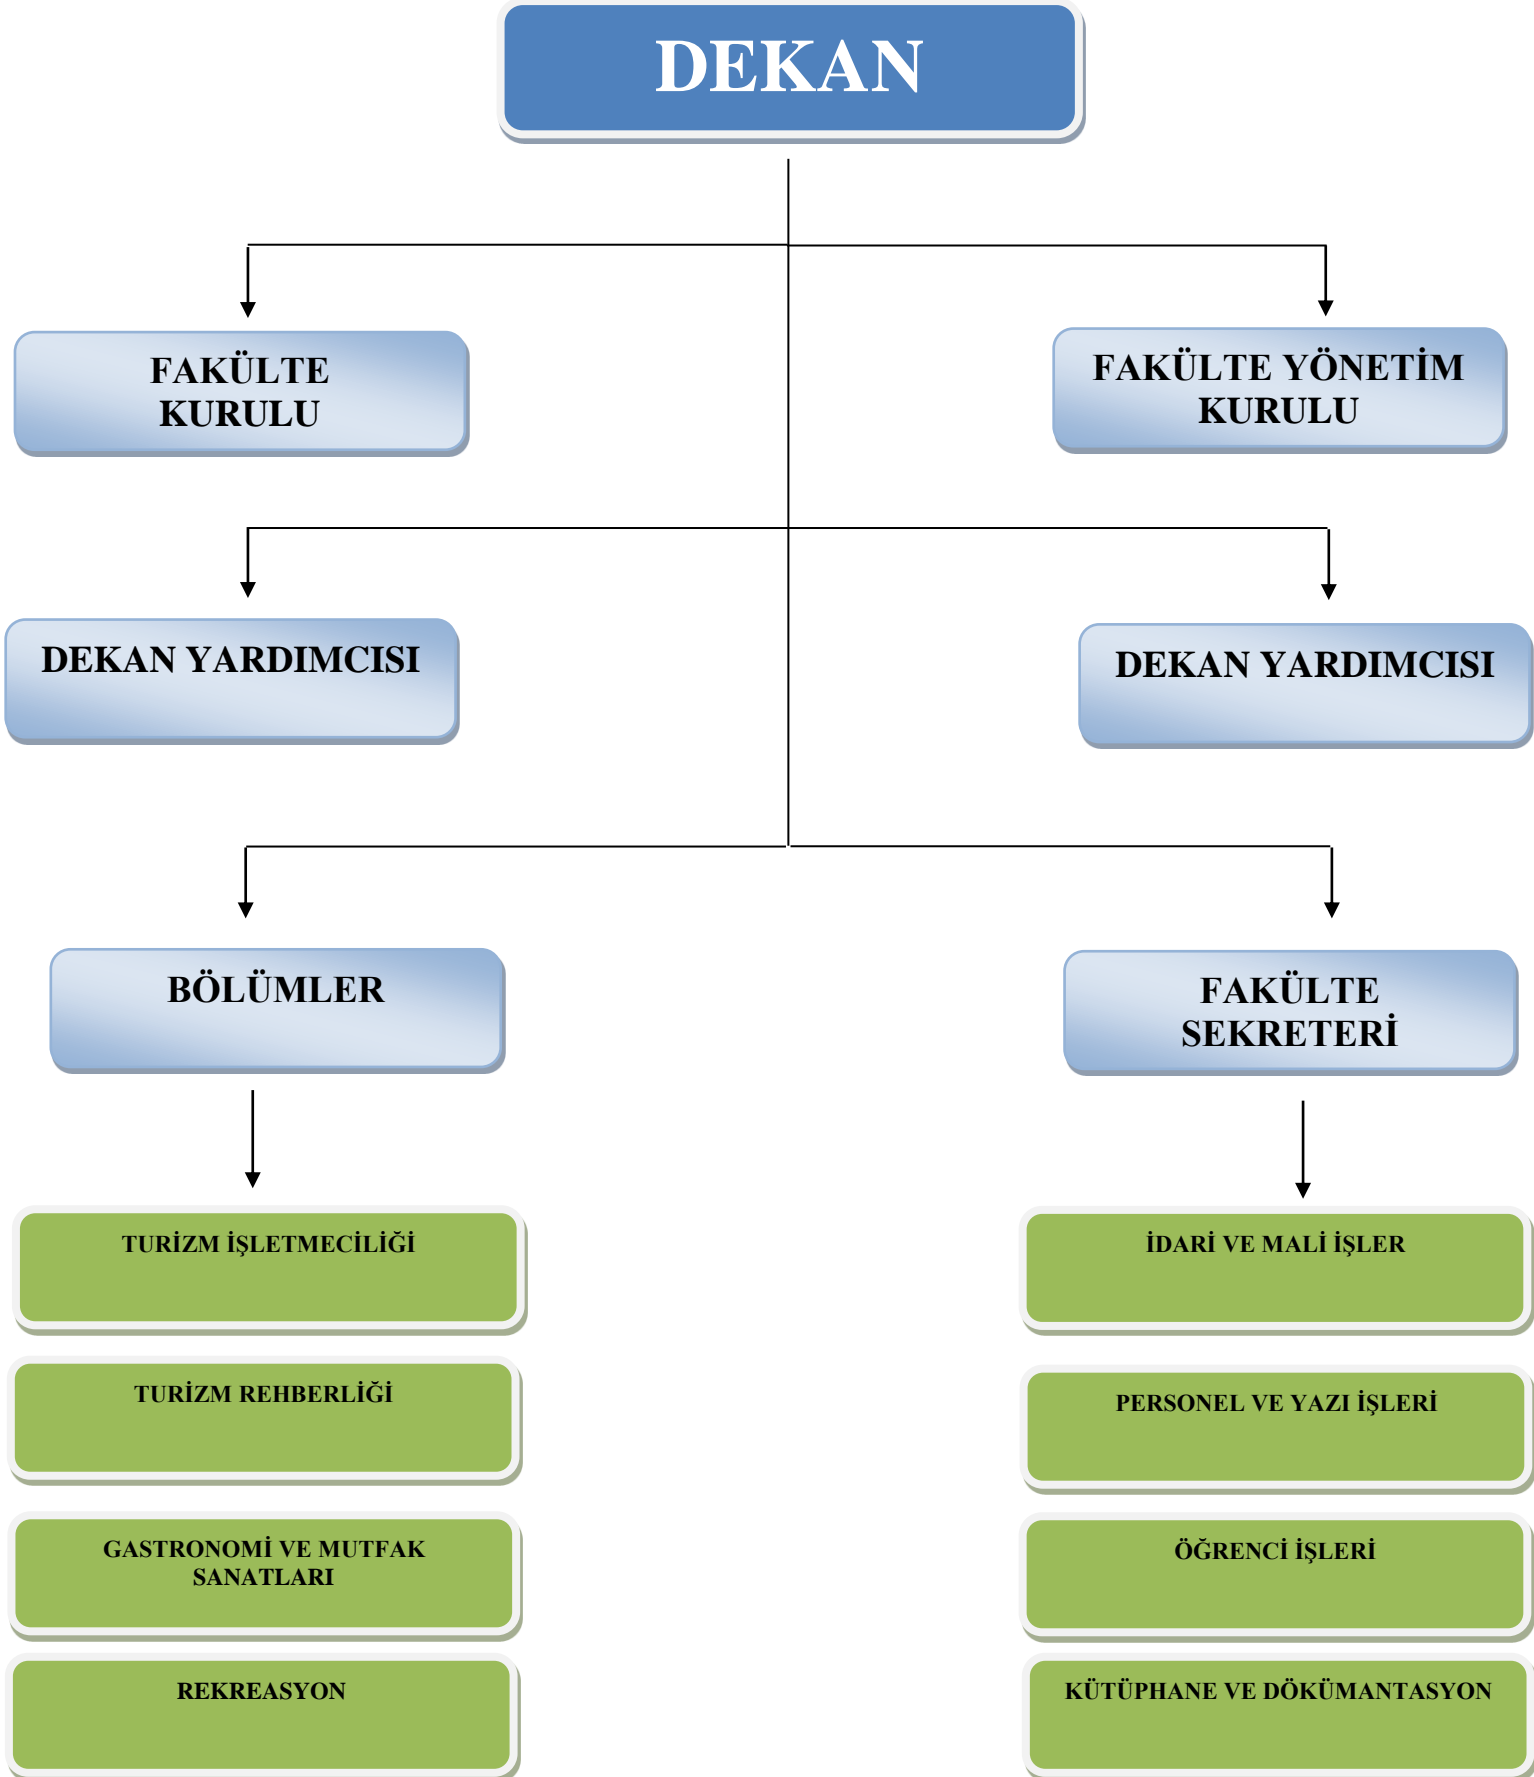 DEKAN
FAKÜLTE
KURULU
FAKÜLTE YÖNETİM
KURULU
DEKAN YARDIMCISI
DEKAN YARDIMCISI
BÖLÜMLER
FAKÜLTE
SEKRETERİ
TURİZM İŞLETMECİLİĞİ
İDARİ VE MALİ İŞLER
TURİZM REHBERLİĞİ
PERSONEL VE YAZI İŞLERİ
GASTRONOMİ VE MUTFAK
SANATLARI
ÖĞRENCİ İŞLERİ
REKREASYON
KÜTÜPHANE VE DÖKÜMANTASYON